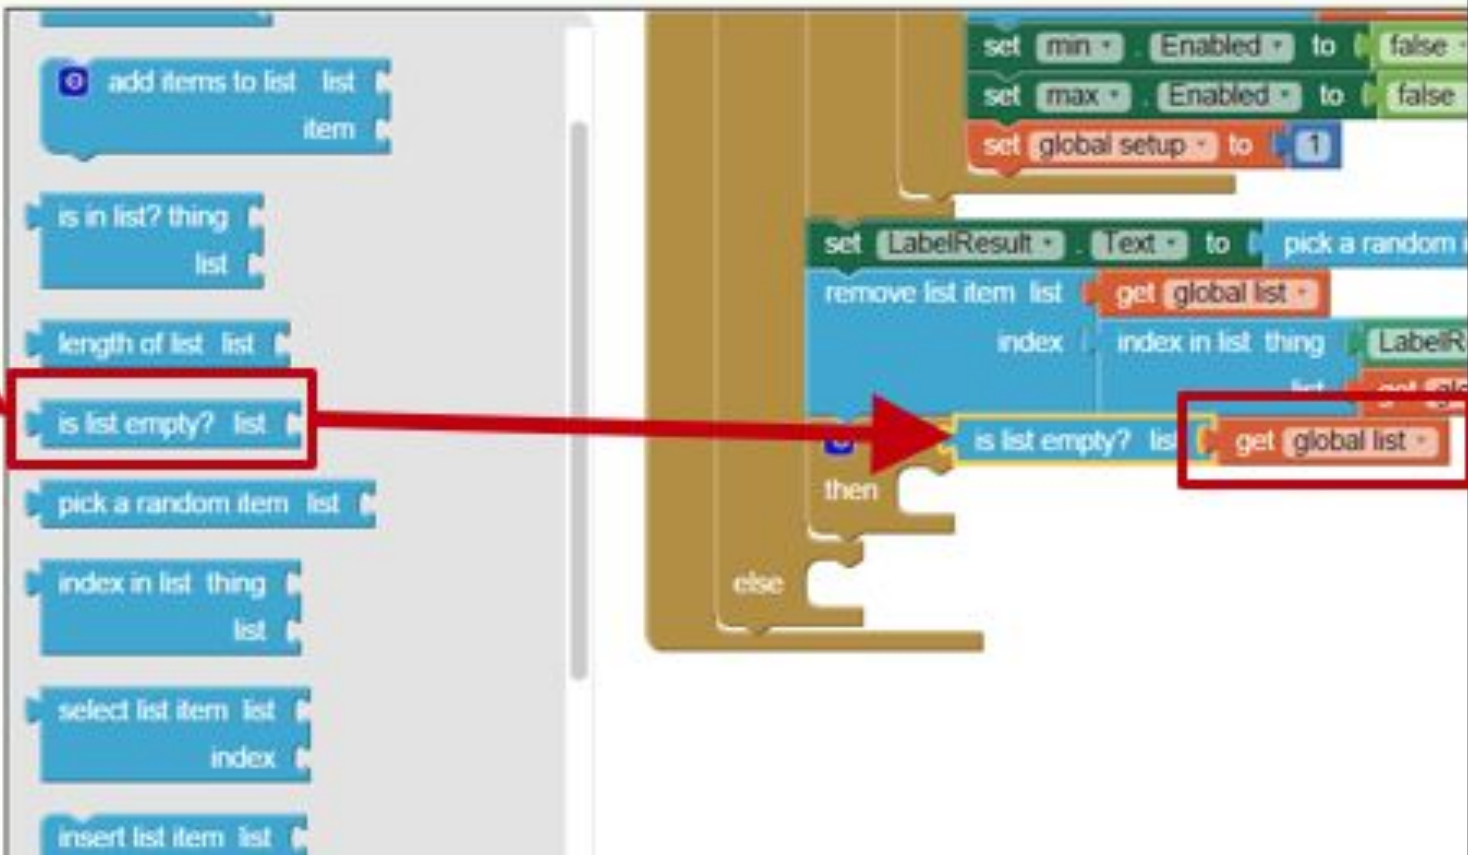 add items to list list
item
is in list? thing
list
length of list list
is list empty? list
pick a random item list
index in list thing
list
select list item list
index
insert list item list
set min . Enabled to false
set max . Enabled to false
set global setup to 1
set LabelResult . Text to pick a random
remove list item list get global list
index index in list thing LabelR
list get glo
is list empty? list get global list
then
else